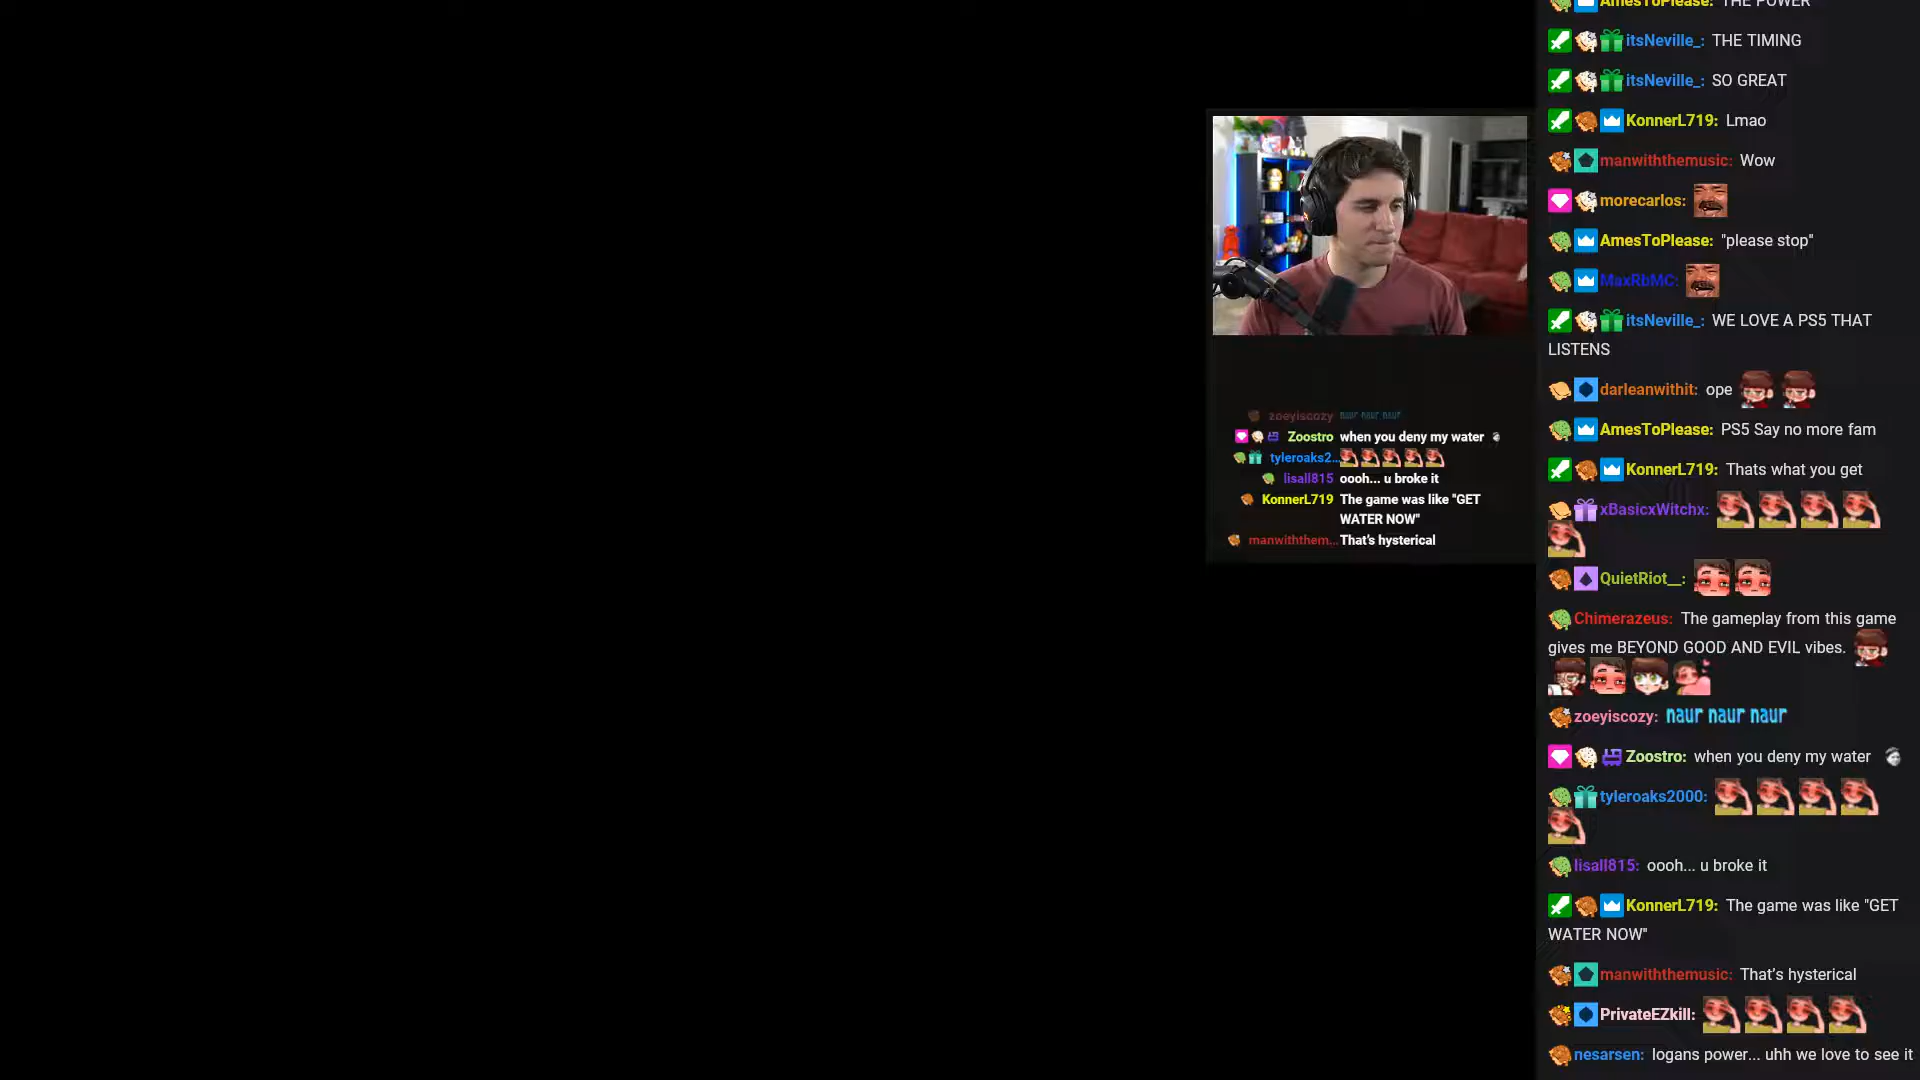 AmesToPlease: THE POWER
itsNeville_: THE TIMING
itsNeville_: SO GREAT
KonnerL719: Lmao
manwiththemusic: Wow
morecarlos:
AmesToPlease: "please stop"
MaxRbMC:
itsNeville_: WE LOVE A PS5 THAT
LISTENS
darleanwithit: ope
AmesToPlease: PS5 Say no more fam
KonnerL719: Thats what you get
xBasicxWitchx:
QuietRiot__:
Chimerazeus: The gameplay from this game
gives me BEYOND GOOD AND EVIL vibes.
zoeyiscozy: naur naur naur
Zoostro: when you deny my water
tyleroaks2000:
lisall815: oooh... u broke it
KonnerL719: The game was like "GET
WATER NOW"
manwiththemusic: That's hysterical
PrivateEZkill:
nesarsen: logans power... uhh we love to see it
zoeyiscozy naur naur naur
Zoostro when you deny my water
tyleroaks2...
lisall815 oooh... u broke it
KonnerL719 The game was like "GET
WATER NOW"
manwiththem... That's hysterical